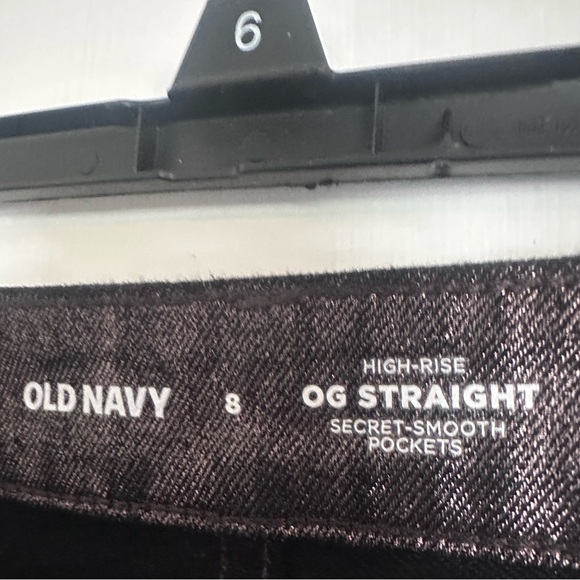 6
OLD NAVY
8
HIGH-RISE
OG STRAIGHT
SECRET-SMOOTH
POCKETS